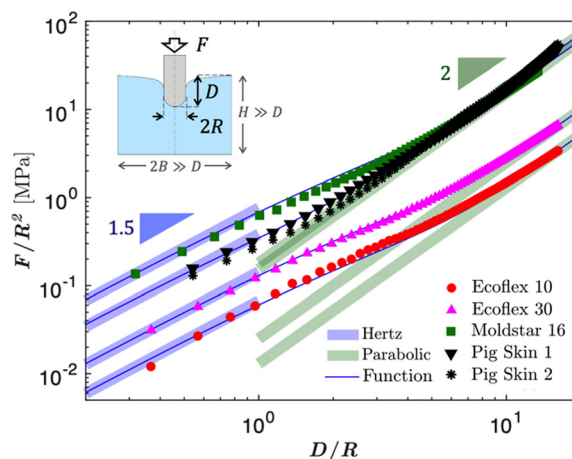 10²
10¹
10⁰
10⁻¹
10⁻²
F/R² [MPa]
F
D
2R
H ≫ D
2B ≫ D
2
1.5
Hertz
Parabolic
Function
Ecoflex 10
Ecoflex 30
Moldstar 16
Pig Skin 1
Pig Skin 2
10⁰
10¹
D/R